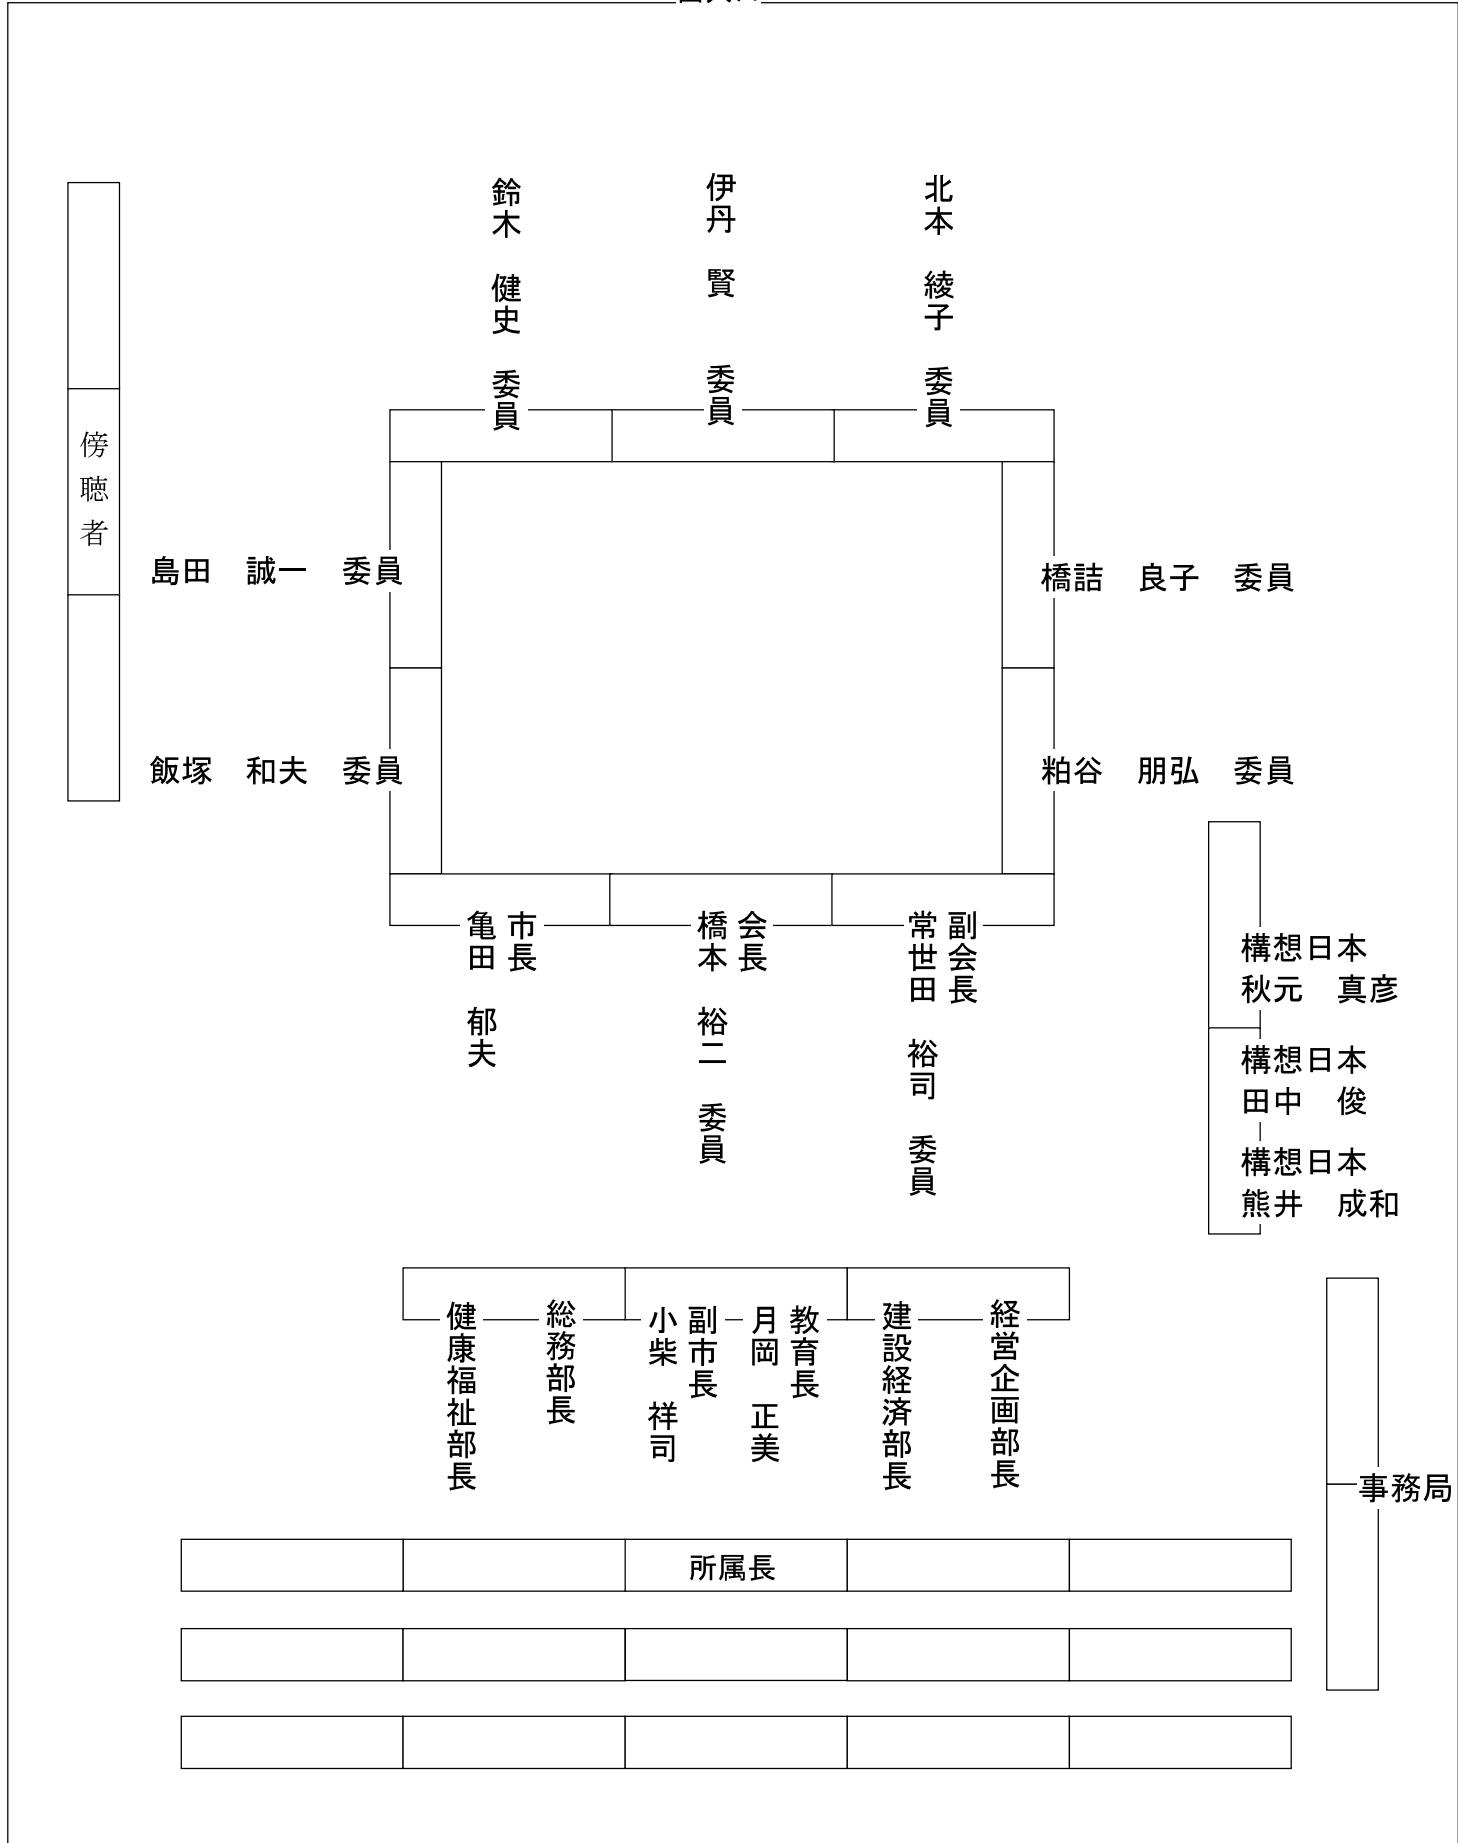 鈴木　健史　委員
伊丹　賢　　委員
北本　綾子　委員
傍聴者
島田　誠一　委員
橋詰　良子　委員
飯塚　和夫　委員
粕谷　朋弘　委員
市長
亀田　郁夫
会長
橋本　裕二　委員
副会長
常世田　裕司　委員
構想日本
秋元　真彦
構想日本
田中　俊
構想日本
熊井　成和
健康福祉部長
総務部長
副市長
小柴　祥司
教育長
月岡　正美
建設経済部長
経営企画部長
事務局
所属長